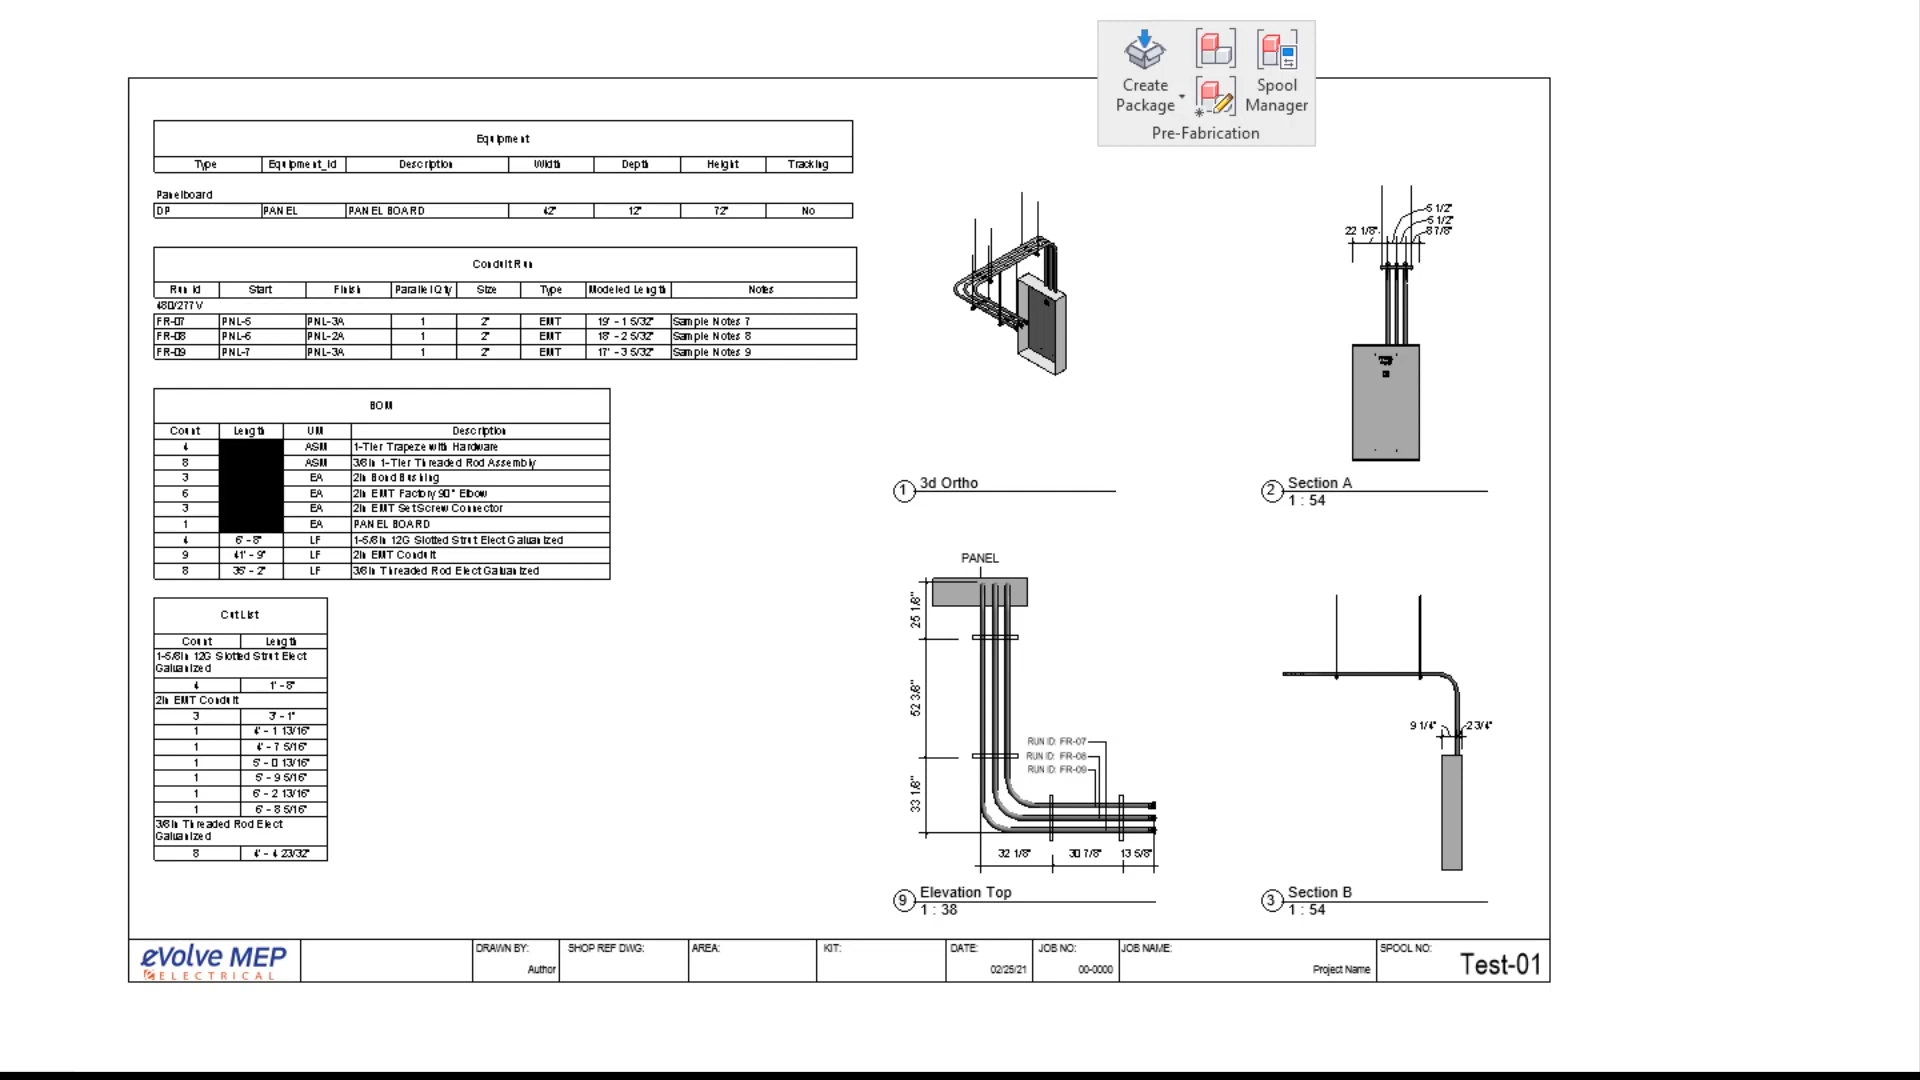 Create
Package
Spool
Manager
Pre-Fabrication
Equipment
Type Equipment_Id Description Width Depth Height Tracking
Panelboard
DP PANEL PANEL BOARD 42" 12" 72" No
Conduit Run
Run Id Start Finish Parallel Qty Size Type Modeled Length Notes
480/277 V
FR-07 PNL-5 PNL-3A 1 2" EMT 19' - 1 5/32" Sample Notes 7
FR-08 PNL-6 PNL-2A 1 2" EMT 18' - 2 5/32" Sample Notes 8
FR-09 PNL-7 PNL-3A 1 2" EMT 17' - 3 5/32" Sample Notes 9
BOM
Count Length UM Description
4 ASM 1-Tier Trapeze with Hardware
8 ASM 3/8in 1-Tier Threaded Rod Assembly
3 EA 2in Bond Bushing
6 EA 2in EMT Factory 90° Elbow
3 EA 2in EMT Set Screw Connector
1 EA PANEL BOARD
4 6' - 8" LF 1-5/8in 12G Slotted Strut Elect Galvanized
9 41' - 9" LF 2in EMT Conduit
8 35' - 2" LF 3/8in Threaded Rod Elect Galvanized
Cut List
Count Length
1-5/8in 12G Slotted Strut Elect
Galvanized
4 1' - 8"
2in EMT Conduit
3 3' - 1"
1 4' - 1 13/16"
1 4' - 7 5/16"
1 5' - 0 13/16"
1 5' - 9 5/16"
1 6' - 2 13/16"
1 6' - 8 5/16"
3/8in Threaded Rod Elect
Galvanized
8 4' - 4 23/32"
1 3d Ortho
22 1/8"
5 1/2"
5 1/2"
8 7/8"
2 Section A
1 : 54
PANEL
25 1/8"
52 3/8"
33 1/8"
RUN ID: FR-07
RUN ID: FR-08
RUN ID: FR-09
32 1/8" 30 7/8" 13 5/8"
9 Elevation Top
1 : 38
9 1/4" 2 3/4"
3 Section B
1 : 54
eVolve MEP
ELECTRICAL
DRAWN BY: SHOP REF DWG: AREA: KIT: DATE: JOB NO: JOB NAME: SPOOL NO:
Author 02/25/21 00-0000 Project Name Test-01